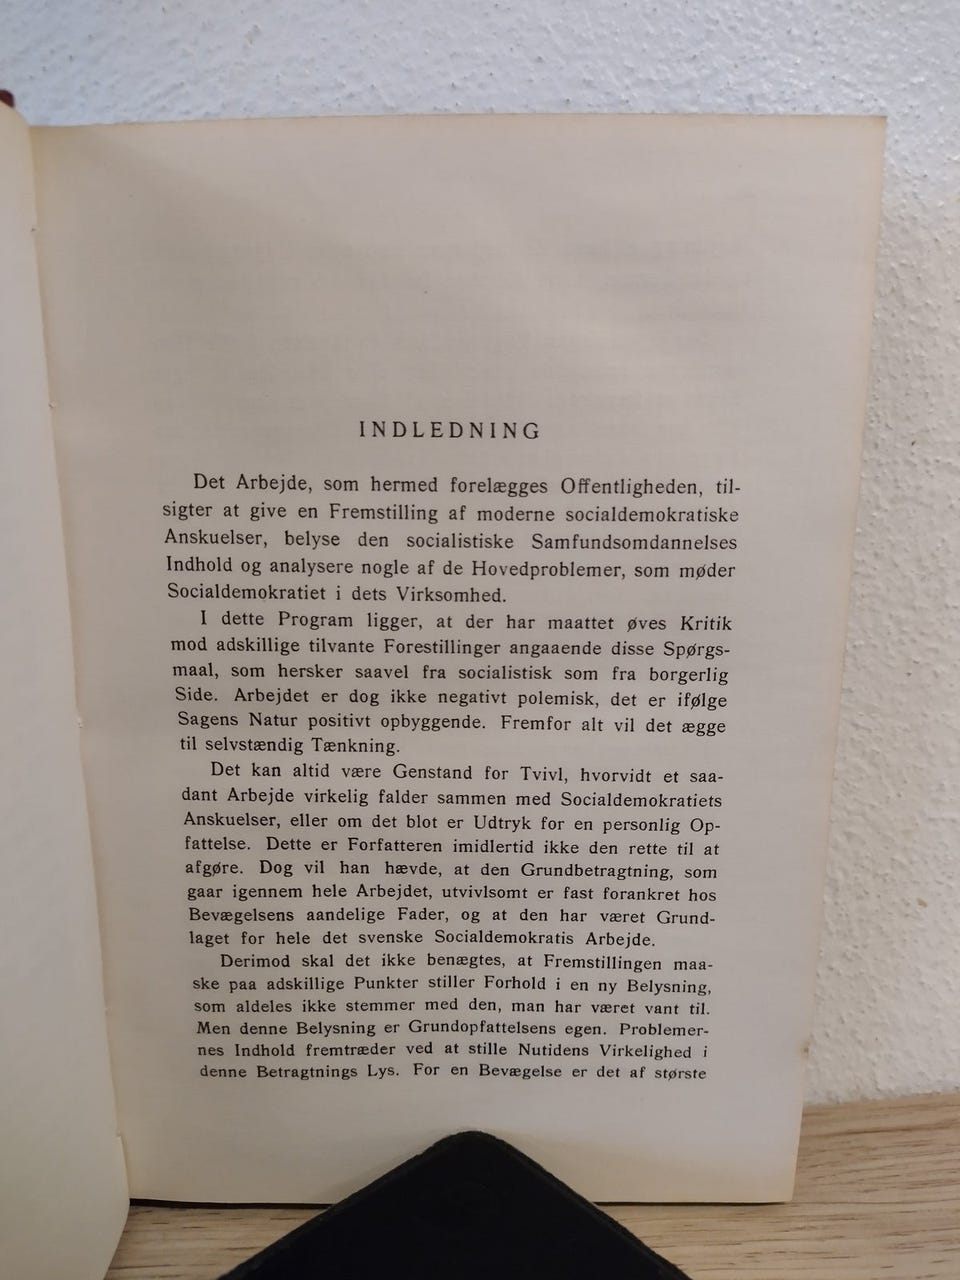 INDLEDNING
Det Arbejde, som hermed forelægges Offentligheden, til-
sigter at give en Fremstilling af moderne socialdemokratiske
Anskuelser, belyse den socialistiske Samfundsomdannelses
Indhold og analysere nogle af de Hovedproblemer, som møder
Socialdemokratiet i dets Virksomhed.
I dette Program ligger, at der har maattet øves Kritik
mod adskillige tilvante Forestillinger angaaende disse Spørgs-
maal, som hersker saavel fra socialistisk som fra borgerlig
Side. Arbejdet er dog ikke negativt polemisk, det er ifølge
Sagens Natur positivt opbyggende. Fremfor alt vil det ægge
til selvstændig Tænkning.
Det kan altid være Genstand for Tvivl, hvorvidt et saa-
dant Arbejde virkelig falder sammen med Socialdemokratiets
Anskuelser, eller om det blot er Udtryk for en personlig Op-
fattelse. Dette er Forfatteren imidlertid ikke den rette til at
afgøre. Dog vil han hævde, at den Grundbetragtning, som
gaar igennem hele Arbejdet, utvivlsomt er fast forankret hos
Bevægelsens aandelige Fader, og at den har været Grund-
laget for hele det svenske Socialdemokratis Arbejde.
Derimod skal det ikke benægtes, at Fremstillingen maa-
ske paa adskillige Punkter stiller Forhold i en ny Belysning,
som aldeles ikke stemmer med den, man har været vant til.
Men denne Belysning er Grundopfattelsens egen. Problemer-
nes Indhold fremtræder ved at stille Nutidens Virkelighed i
denne Betragtnings Lys. For en Bevægelse er det af største